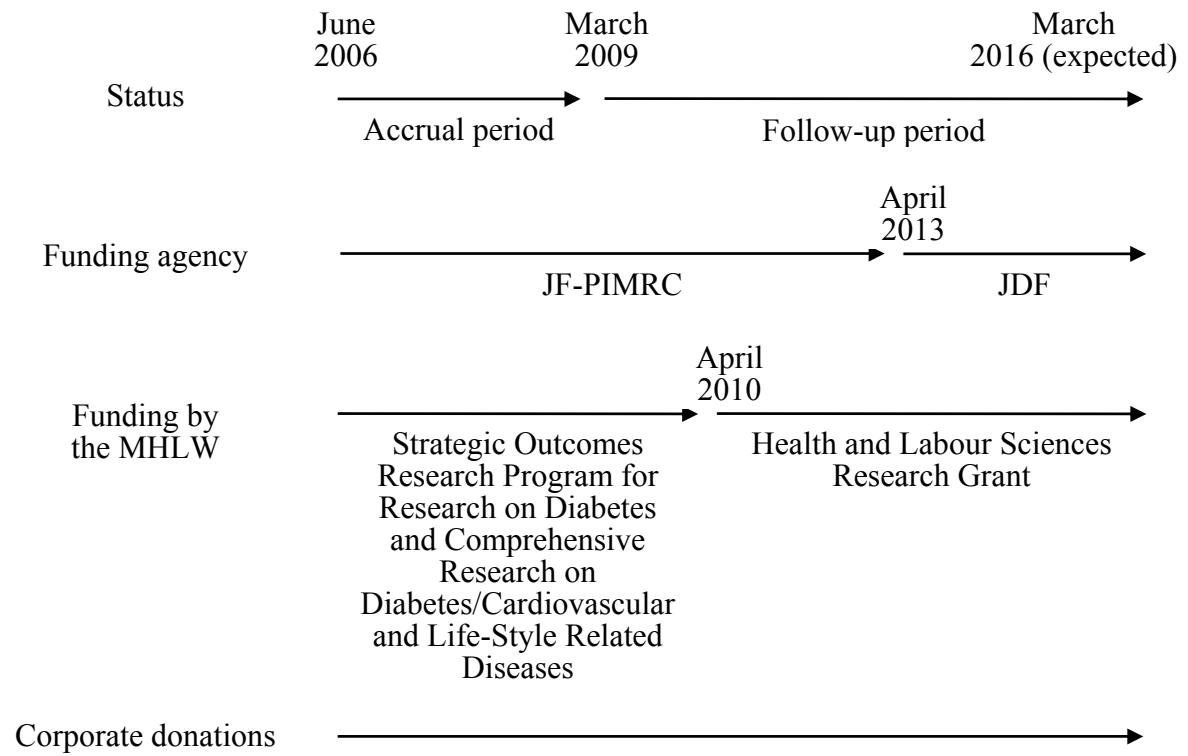 June
2006
March
2009
March
2016 (expected)
Status
Accrual period
Follow-up period
April
2013
Funding agency
JF-PIMRC
JDF
April
2010
Funding by
the MHLW
Strategic Outcomes
Research Program for
Research on Diabetes
and Comprehensive
Research on
Diabetes/Cardiovascular
and Life-Style Related
Diseases
Health and Labour Sciences
Research Grant
Corporate donations